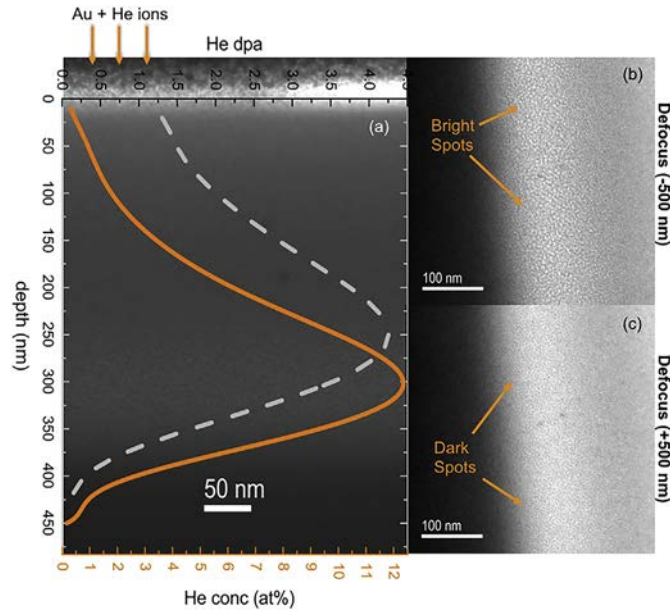 Au + He ions
He dpa
0.0 0.5 1.0 1.5 2.0 2.5 3.0 3.5 4.0
(a)
0
50
100
150
200
250
300
350
400
450
depth (nm)
50 nm
0 1 2 3 4 5 6 7 8 9 10 11 12
He conc (at%)
(b)
Bright
Spots
100 nm
Defocus (-500 nm)
(c)
Dark
Spots
100 nm
Defocus (+500 nm)